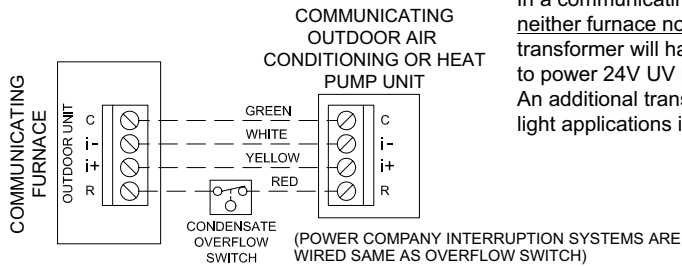 COMMUNICATING
OUTDOOR AIR
CONDITIONING OR HEAT
PUMP UNIT
In a communicatin
neither furnace no
transformer will ha
to power 24V UV
An additional trans
light applications i
COMMUNICATING
FURNACE
OUTDOOR UNIT
C
i-
i+
R
GREEN
WHITE
YELLOW
RED
C
i-
i+
R
CONDENSATE
OVERFLOW
SWITCH
(POWER COMPANY INTERRUPTION SYSTEMS ARE
WIRED SAME AS OVERFLOW SWITCH)